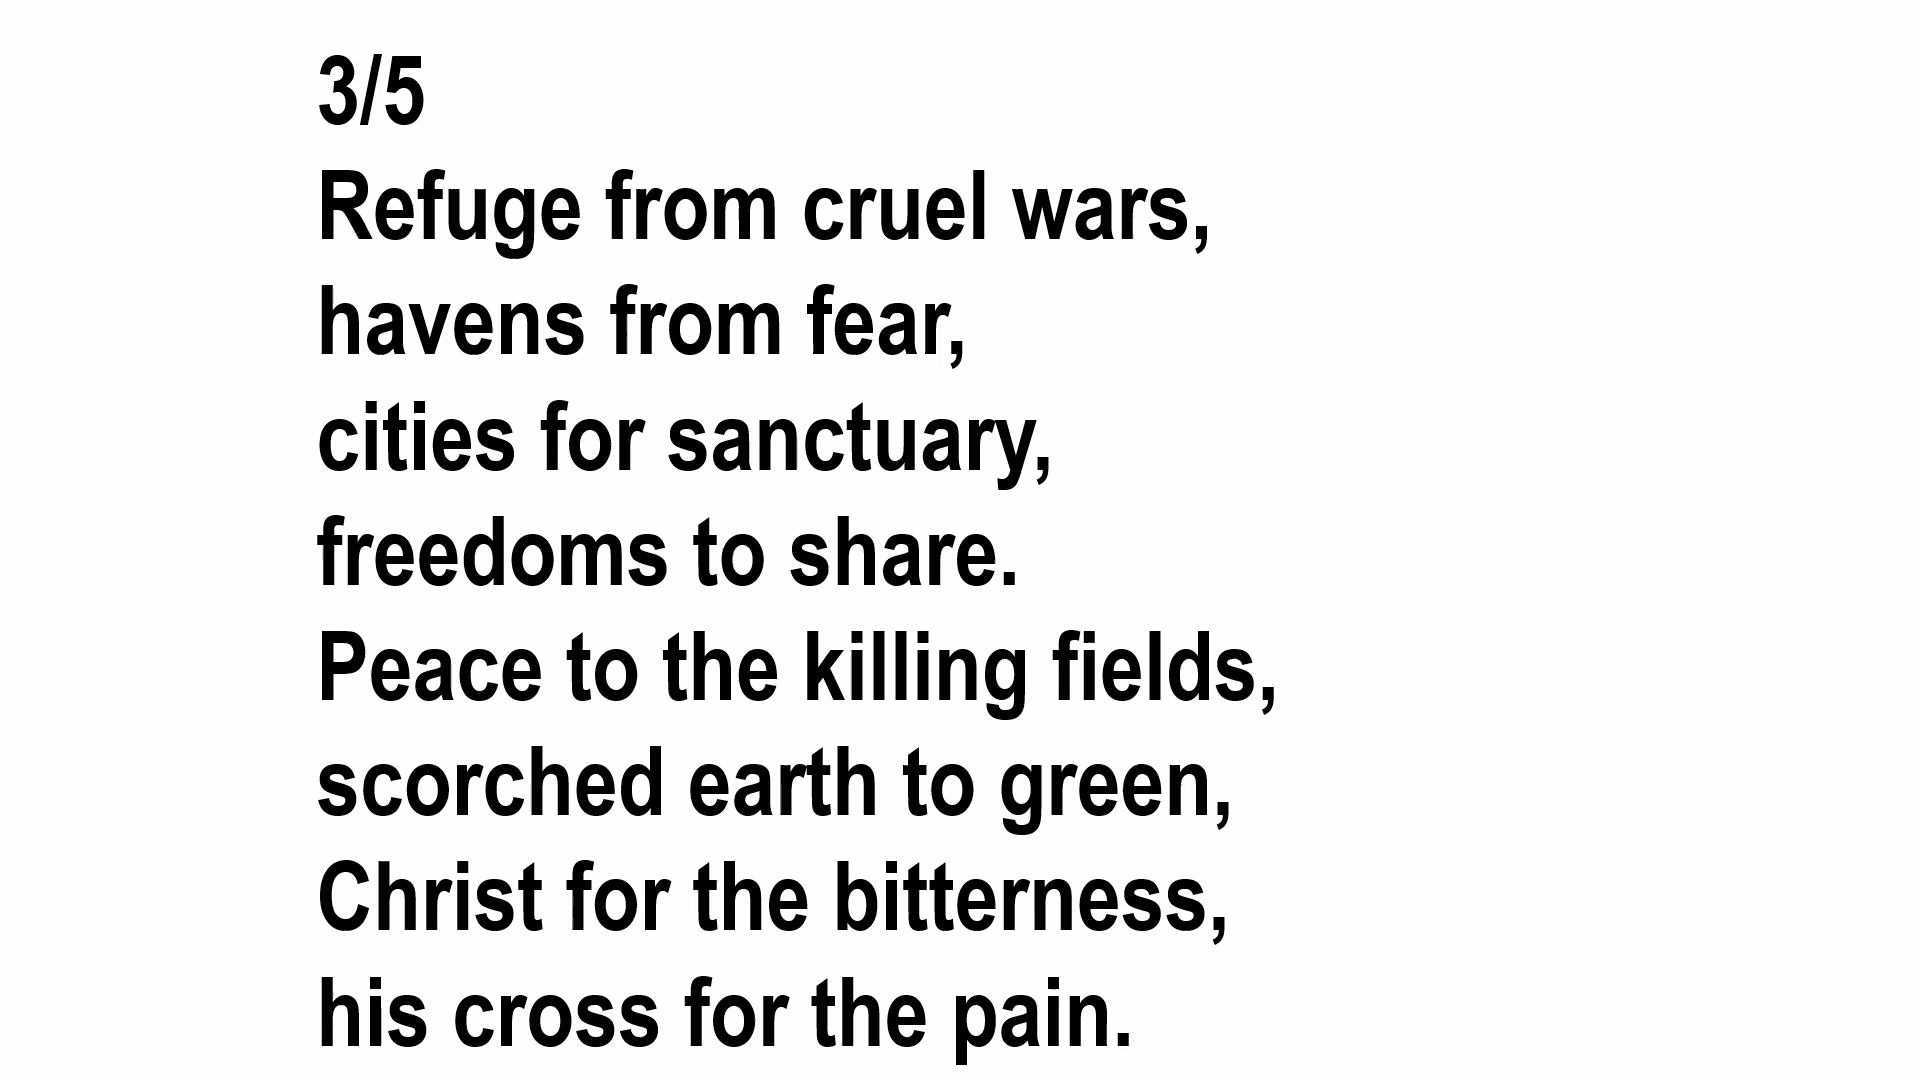 3/5
Refuge from cruel wars,
havens from fear,
cities for sanctuary,
freedoms to share.
Peace to the killing fields,
scorched earth to green,
Christ for the bitterness,
his cross for the pain.